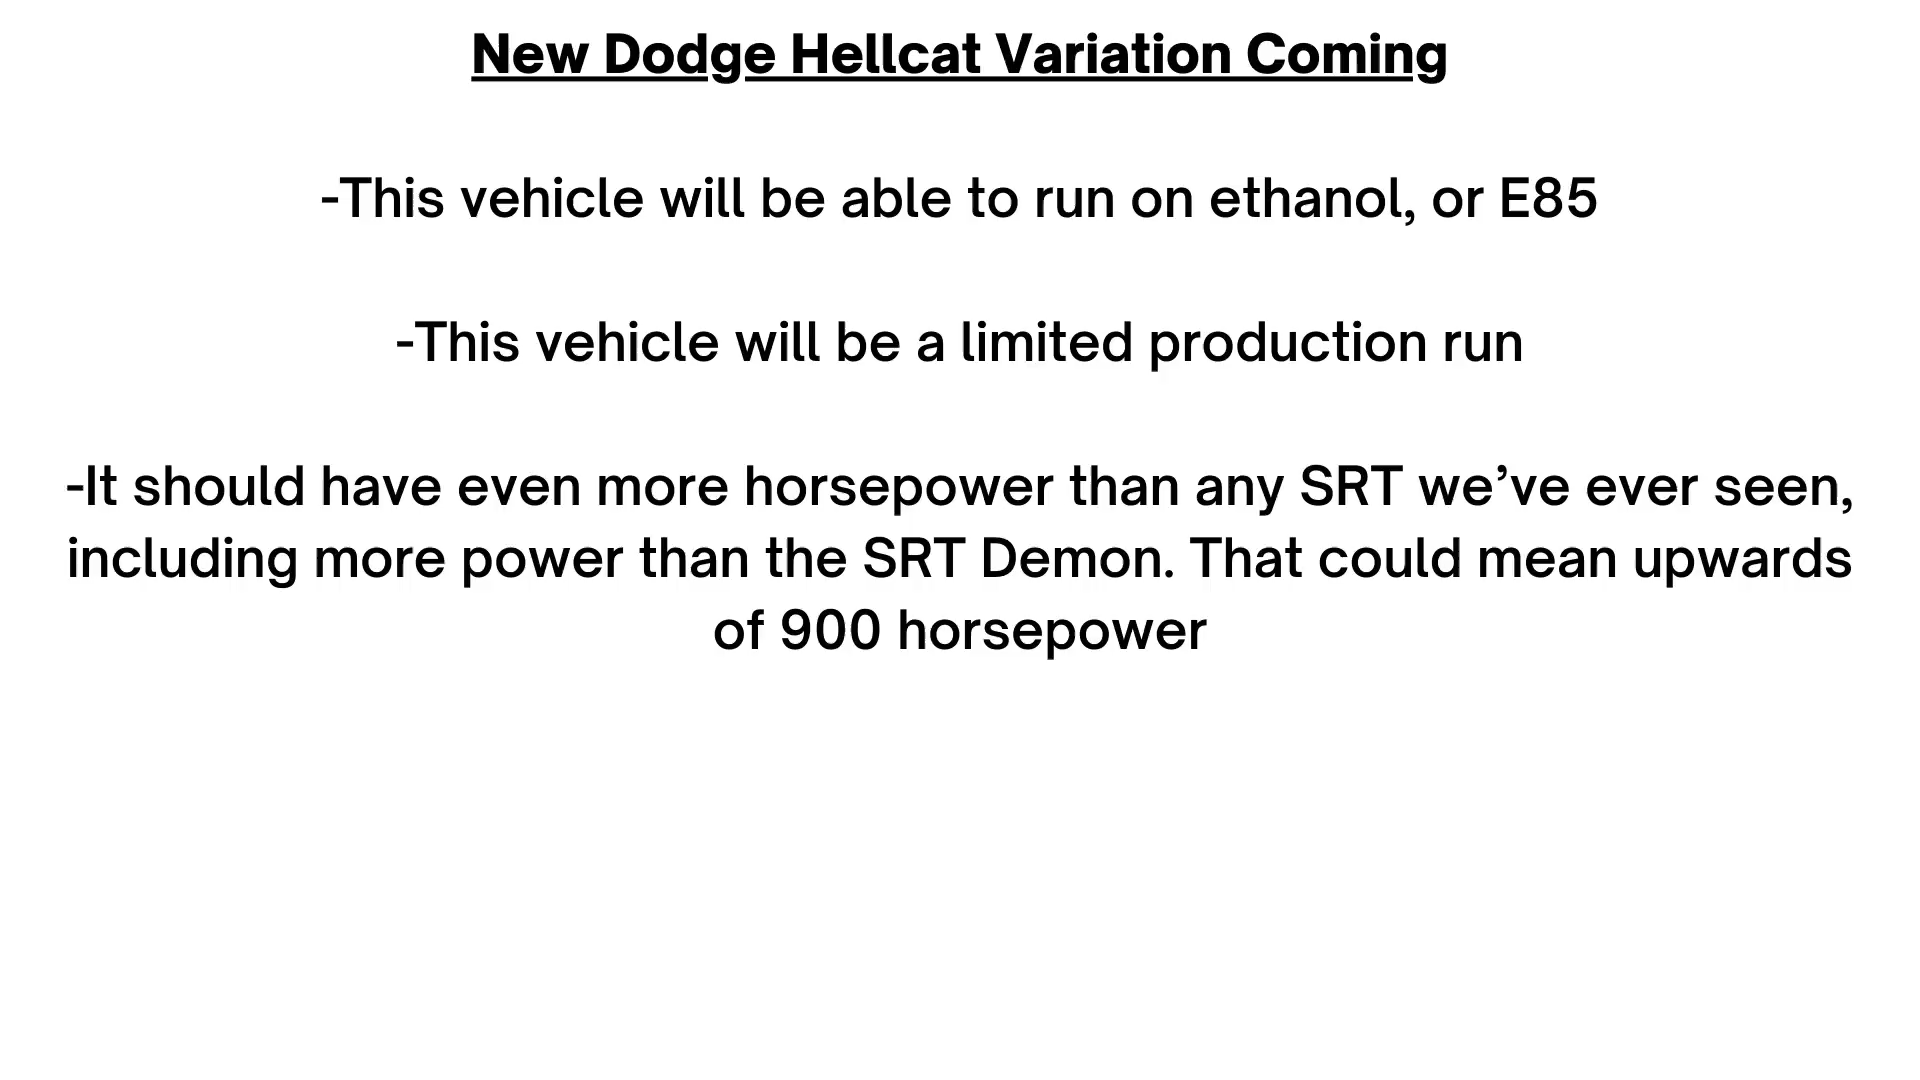 New Dodge Hellcat Variation Coming
-This vehicle will be able to run on ethanol, or E85
-This vehicle will be a limited production run
-It should have even more horsepower than any SRT we’ve ever seen,
including more power than the SRT Demon. That could mean upwards
of 900 horsepower